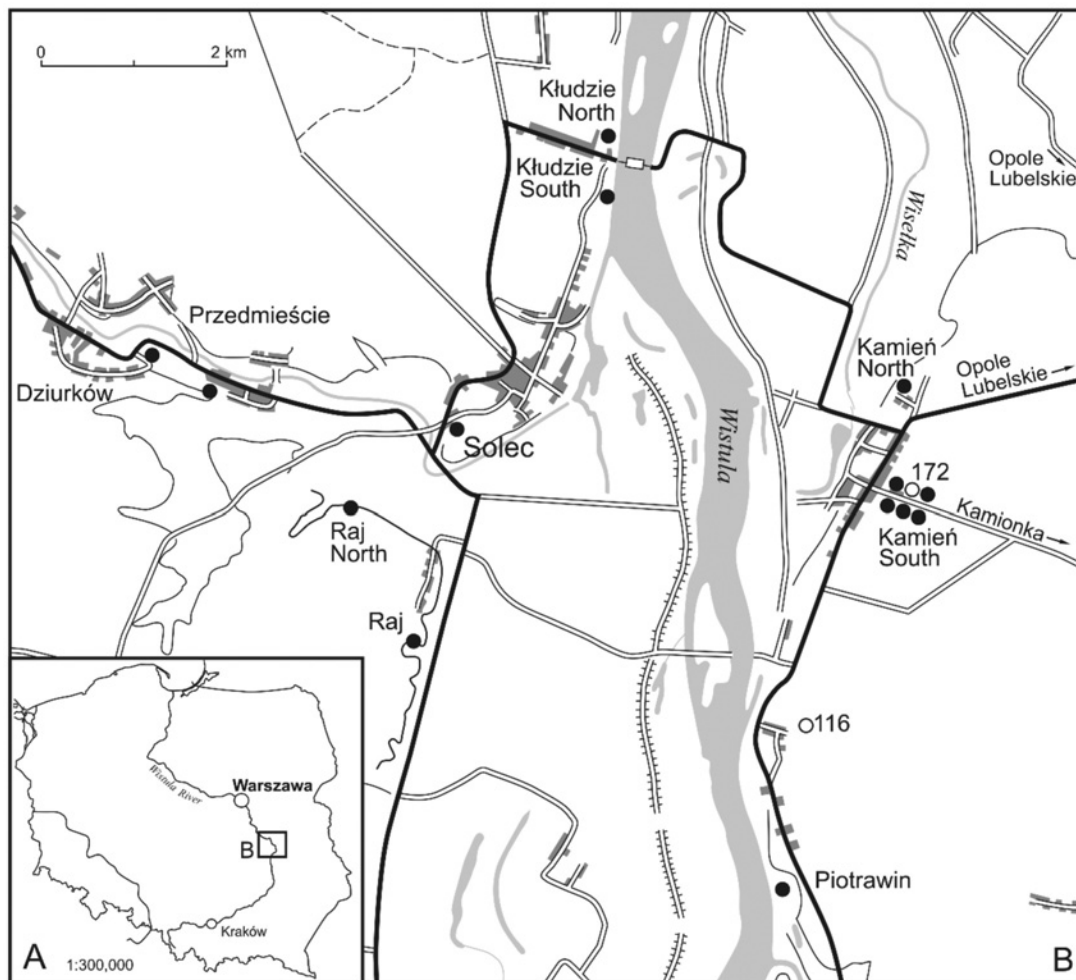 0 2 km
Kłudzie
North
Kłudzie
South
Opole
Lubelskie
Wisełka
Przedmieście
Dziurków
Kamień
North
Opole
Lubelskie
Wistula
Solec
172
Kamionka
Kamień
South
Raj
North
Raj
116
Wistula River
Warszawa
B
Piotrawin
Kraków
A
1:300,000
B